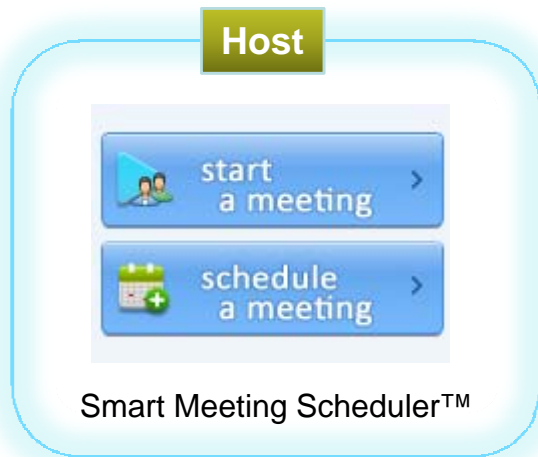 Host
start
a meeting
schedule
a meeting
Smart Meeting Scheduler™